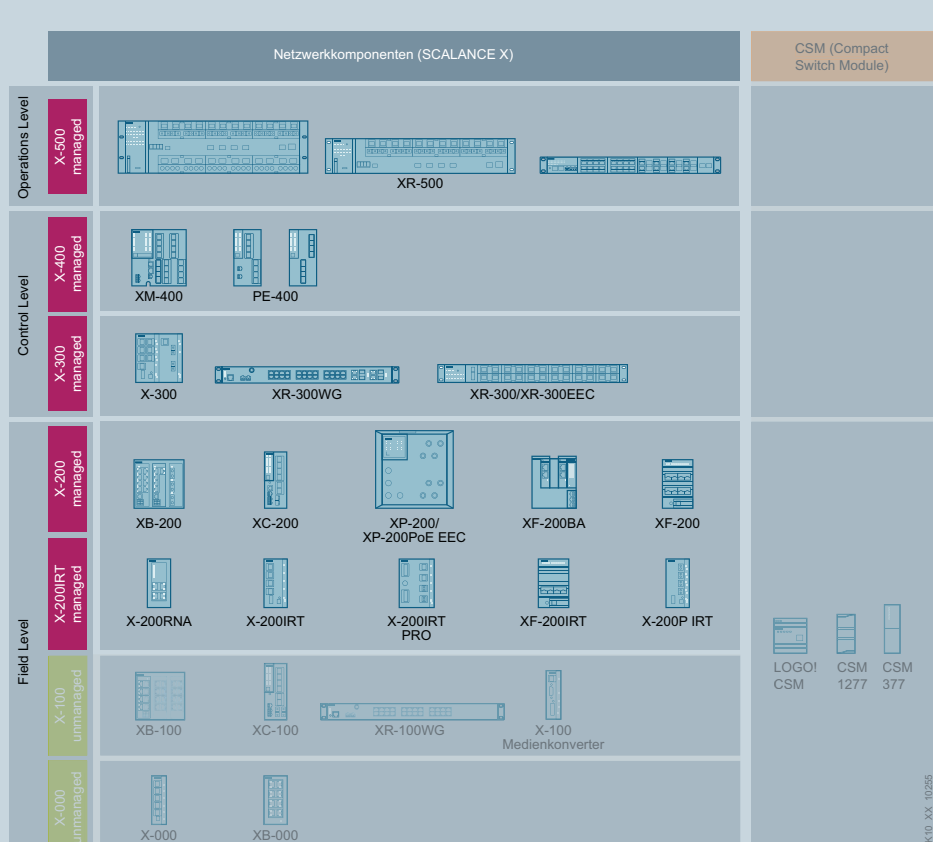 Netzwerkkomponenten (SCALANCE X)
CSM (Compact
Switch Module)
Operations Level
X-500
managed
XR-500
Control Level
X-400
managed
XM-400
PE-400
X-300
managed
X-300
XR-300WG
XR-300/XR-300EEC
Field Level
X-200
managed
XB-200
XC-200
XP-200/
XP-200PoE EEC
XF-200BA
XF-200
X-200IRT
managed
X-200RNA
X-200IRT
X-200IRT
PRO
XF-200IRT
X-200P IRT
LOGO!
CSM
CSM
1277
CSM
377
X-100
unmanaged
XB-100
XC-100
XR-100WG
X-100
Medienkonverter
X-000
unmanaged
X-000
XB-000
K10_XX_10255